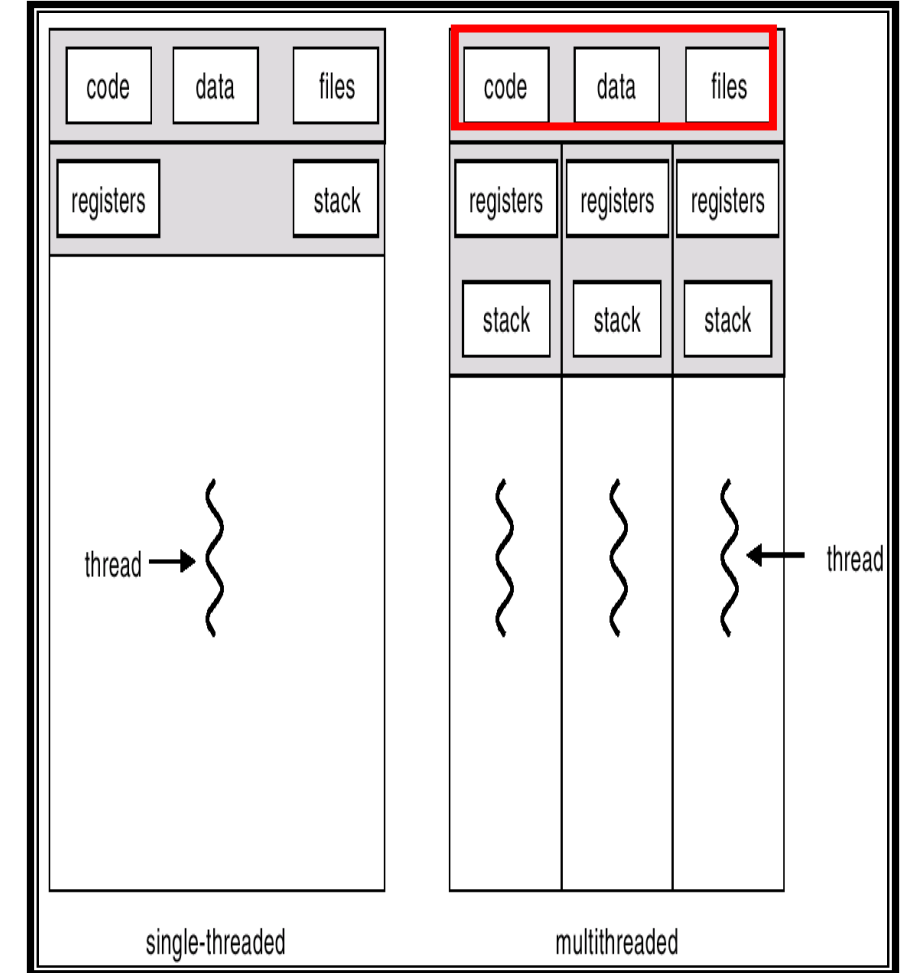 code data files
registers stack
thread
single-threaded
code data files
registers registers registers
stack stack stack
thread
multithreaded